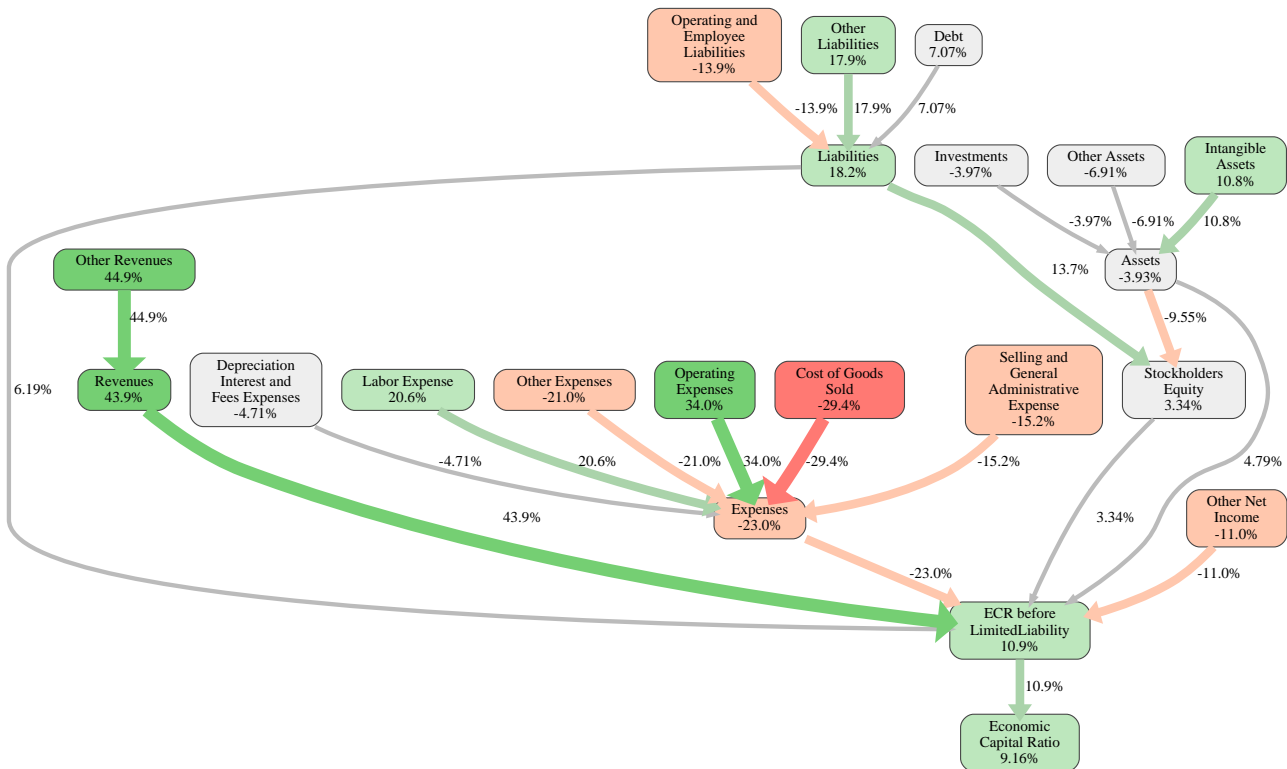 Operating and
Employee
Liabilities
-13.9%
Other
Liabilities
17.9%
Debt
7.07%
-13.9%
17.9%
7.07%
Liabilities
18.2%
Investments
-3.97%
Other Assets
-6.91%
Intangible
Assets
10.8%
-3.97%
-6.91%
10.8%
Other Revenues
44.9%
13.7%
Assets
-3.93%
44.9%
-9.55%
6.19%
Revenues
43.9%
Depreciation
Interest and
Fees Expenses
-4.71%
Labor Expense
20.6%
Other Expenses
-21.0%
Operating
Expenses
34.0%
Cost of Goods
Sold
-29.4%
Selling and
General
Administrative
Expense
-15.2%
Stockholders
Equity
3.34%
-4.71%
20.6%
-21.0%
34.0%
-29.4%
-15.2%
4.79%
43.9%
Expenses
-23.0%
3.34%
Other Net
Income
-11.0%
-23.0%
-11.0%
ECR before
LimitedLiability
10.9%
10.9%
Economic
Capital Ratio
9.16%